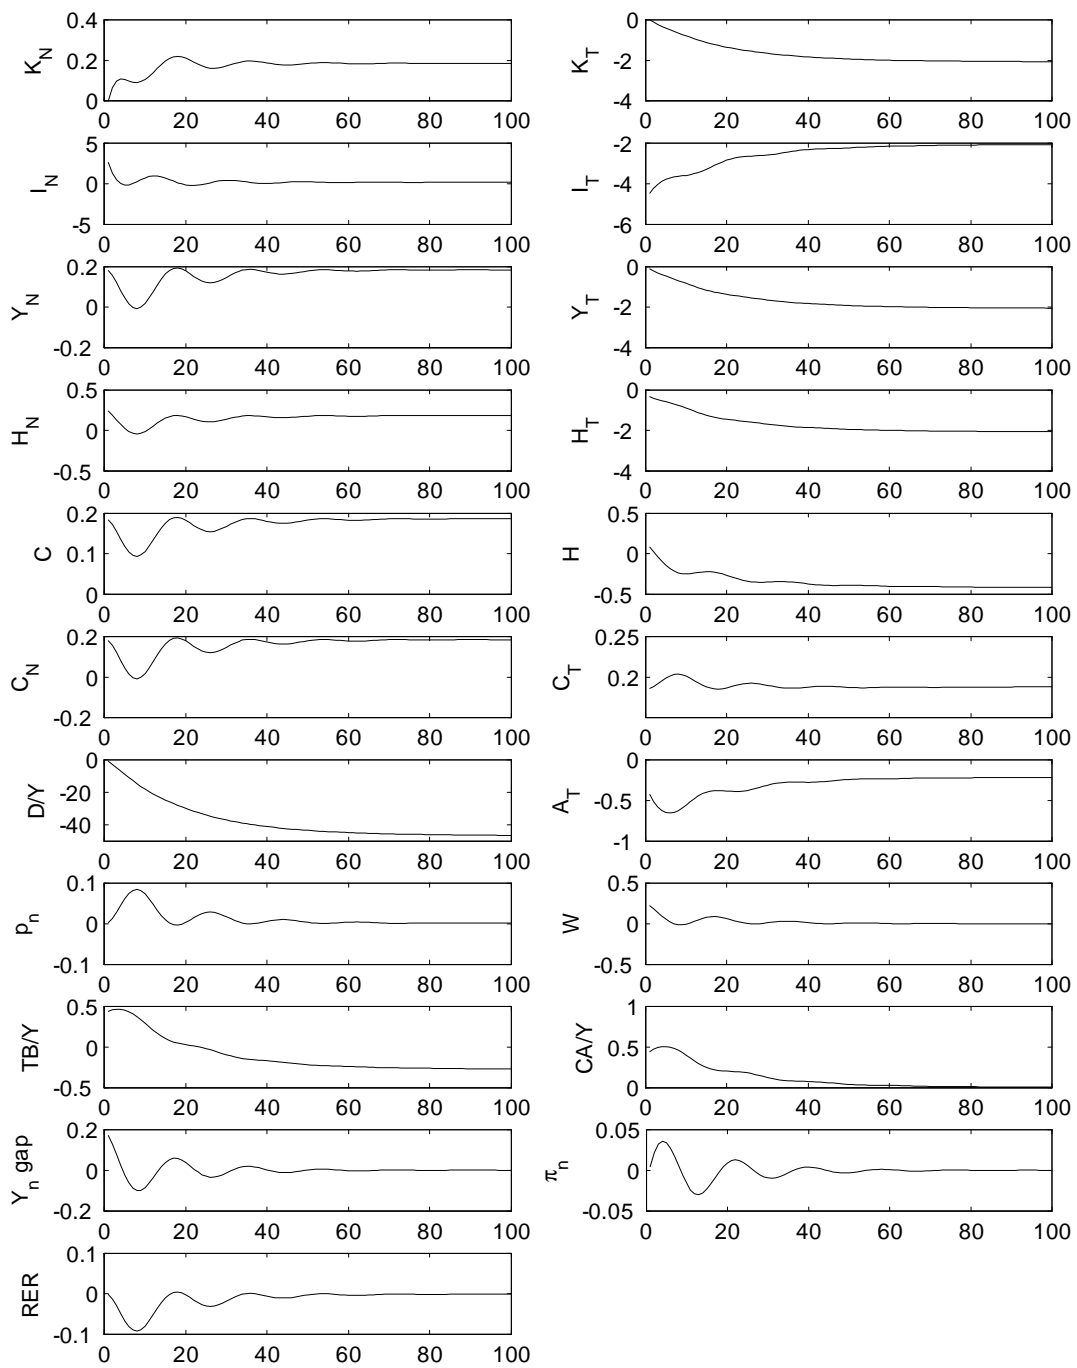 K_N 0.4 0.2 0 0 20 40 60 80 100
K_T 0 -2 -4 0 20 40 60 80 100
I_N 5 0 -5 0 20 40 60 80 100
I_T -2 -4 -6 0 20 40 60 80 100
Y_N 0.2 0 -0.2 0 20 40 60 80 100
Y_T 0 -2 -4 0 20 40 60 80 100
H_N 0.5 0 -0.5 0 20 40 60 80 100
H_T 0 -2 -4 0 20 40 60 80 100
C 0.2 0.1 0 0 20 40 60 80 100
H 0.5 0 -0.5 0 20 40 60 80 100
C_N 0.2 0 -0.2 0 20 40 60 80 100
C_T 0.25 0.2 0 20 40 60 80 100
D/Y 0 -20 -40 0 20 40 60 80 100
A_T 0 -0.5 -1 0 20 40 60 80 100
p_n 0.1 0 -0.1 0 20 40 60 80 100
W 0.5 0 -0.5 0 20 40 60 80 100
TB/Y 0.5 0 -0.5 0 20 40 60 80 100
CA/Y 1 0.5 0 0 20 40 60 80 100
Y_n gap 0.2 0 -0.2 0 20 40 60 80 100
π_n 0.05 0 -0.05 0 20 40 60 80 100
RER 0.1 0 -0.1 0 20 40 60 80 100